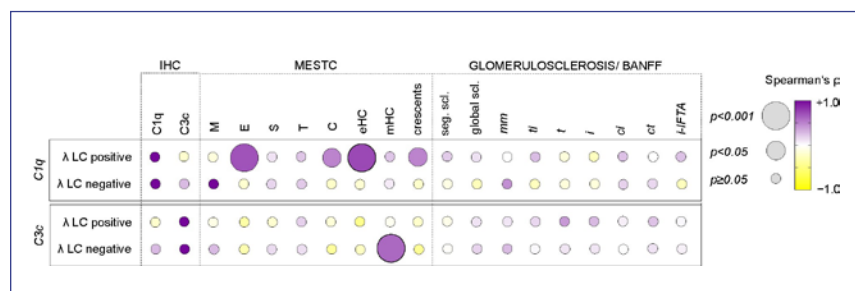 IHC MESTC GLOMERULOSCLEROSIS/ BANFF
C1q C3c M E S T C eHC mHC crescents seg. scl. global scl. mm ti t i ci ct i-IFTA
Spearman's ρ
+1.0
-1.0
p<0.001
p<0.05
p≥0.05
C1q
λ LC positive
λ LC negative
C3c
λ LC positive
λ LC negative